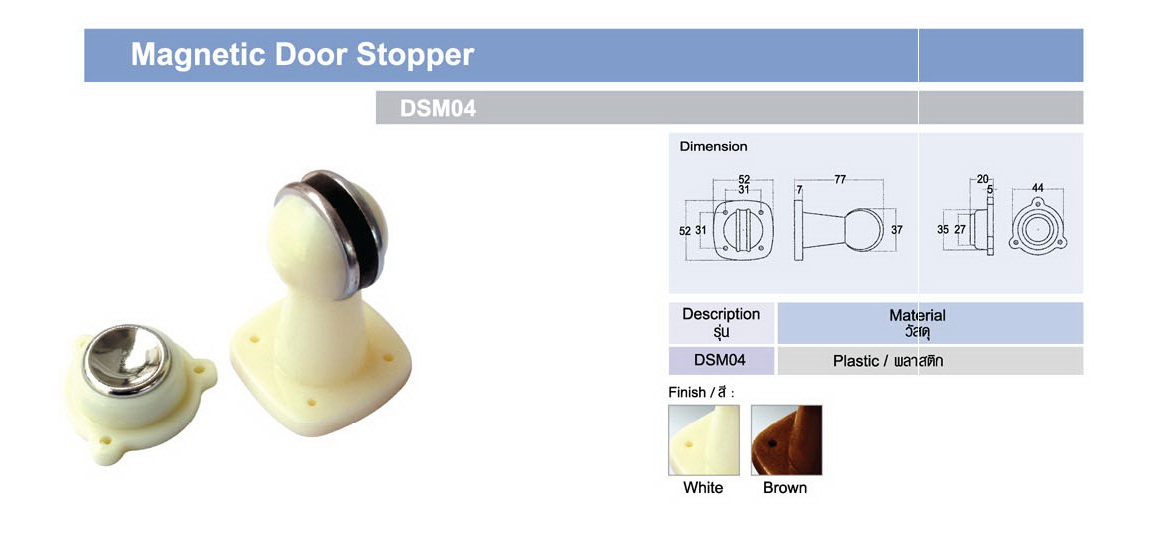 Magnetic Door Stopper
DSM04
Dimension
52
31
52
31
7
77
37
20
5
35
27
44
Description
รุ่น
Material
วัสดุ
DSM04
Plastic / พลาสติก
Finish / สี :
White
Brown